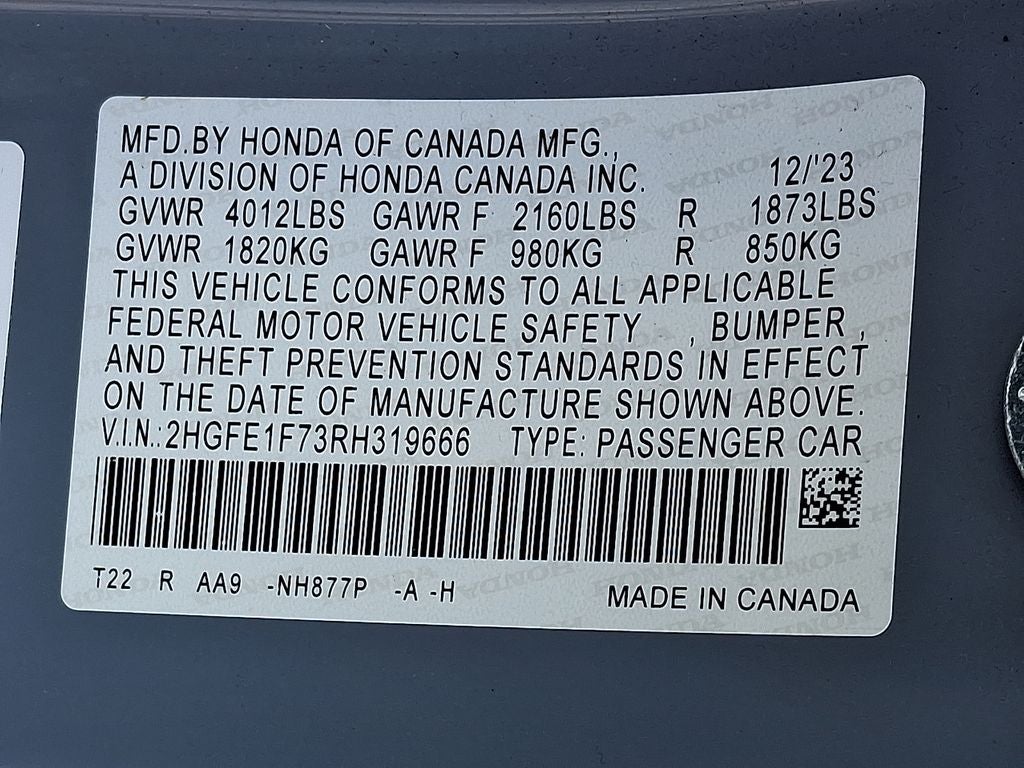 MFD.BY HONDA OF CANADA MFG.,
A DIVISION OF HONDA CANADA INC. 12/'23
GVWR 4012LBS GAWR F 2160LBS R 1873LBS
GVWR 1820KG GAWR F 980KG R 850KG
THIS VEHICLE CONFORMS TO ALL APPLICABLE
FEDERAL MOTOR VEHICLE SAFETY , BUMPER ,
AND THEFT PREVENTION STANDARDS IN EFFECT
ON THE DATE OF MANUFACTURE SHOWN ABOVE.
V.I.N.: 2HGFE1F73RH319666 TYPE: PASSENGER CAR
T22 R AA9 -NH877P -A -H MADE IN CANADA